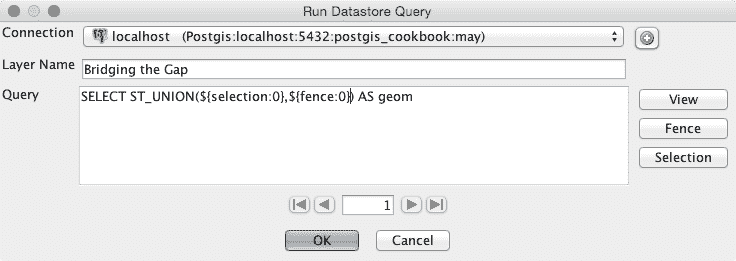 Run Datastore Query
Connection
localhost (Postgis:localhost:5432:postgis_cookbook:may)
Layer Name
Bridging the Gap
Query
SELECT ST_UNION(${selection:0},${fence:0}) AS geom
View
Fence
Selection
1
OK
Cancel